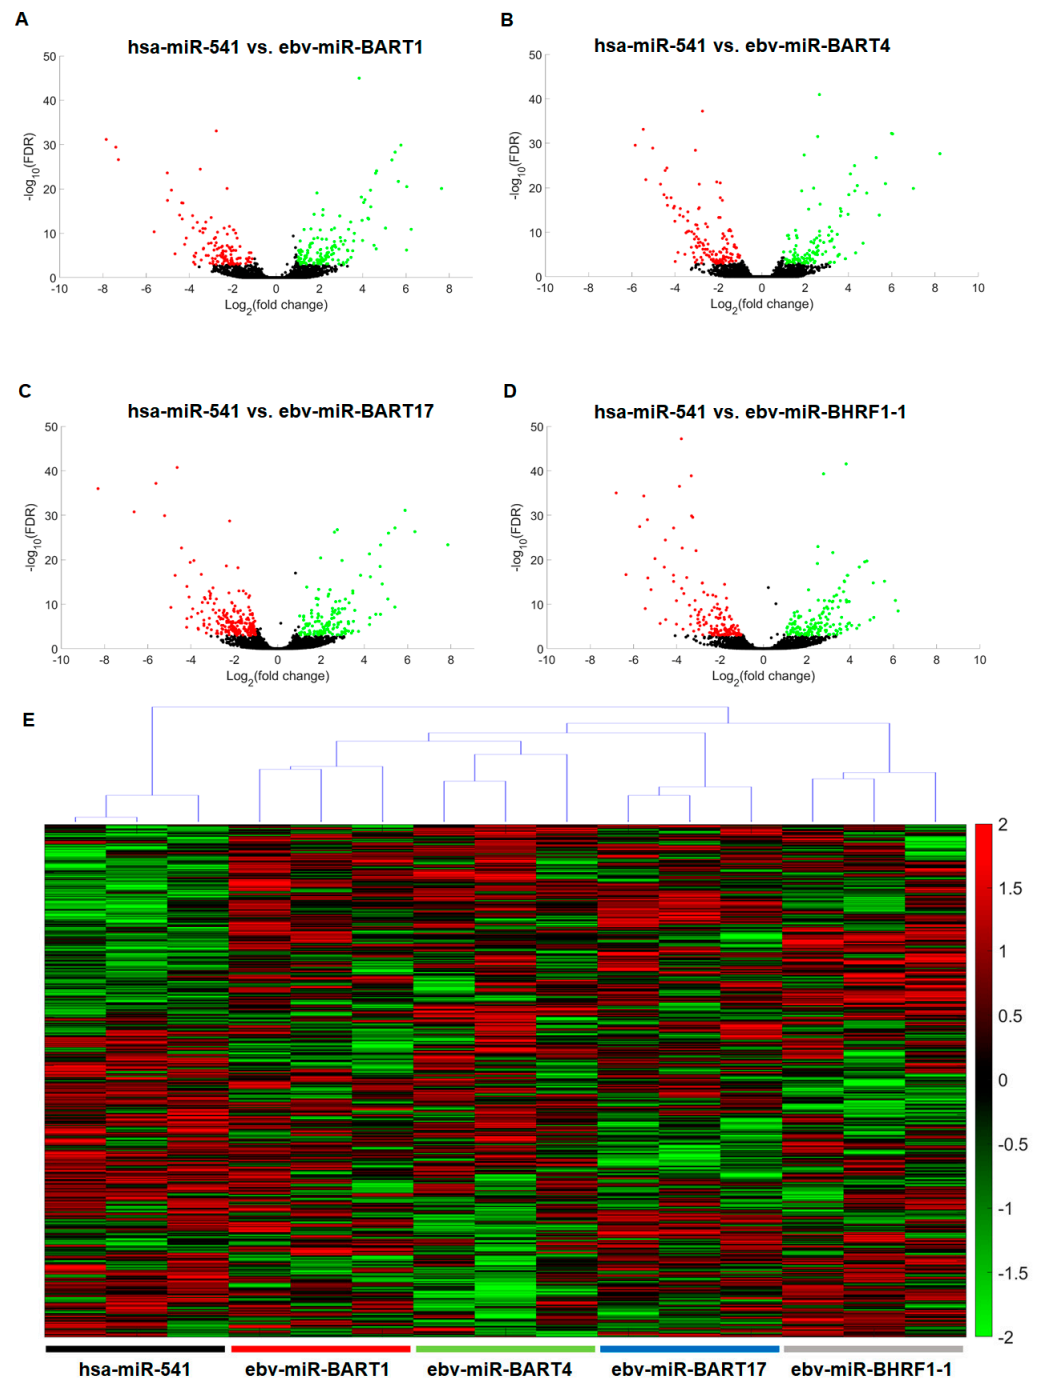 A
hsa-miR-541 vs. ebv-miR-BART1
50
40
30
20
10
0
-log10(FDR)
-10 -8 -6 -4 -2 0 2 4 6 8
Log2(fold change)
B
hsa-miR-541 vs. ebv-miR-BART4
50
40
30
20
10
0
-log10(FDR)
-10 -8 -6 -4 -2 0 2 4 6 8 10
Log2(fold change)
C
hsa-miR-541 vs. ebv-miR-BART17
50
40
30
20
10
0
-log10(FDR)
-10 -8 -6 -4 -2 0 2 4 6 8
Log2(fold change)
D
hsa-miR-541 vs. ebv-miR-BHRF1-1
50
40
30
20
10
0
-log10(FDR)
-10 -8 -6 -4 -2 0 2 4 6 8 10
Log2(fold change)
E
2
1.5
1
0.5
0
-0.5
-1
-1.5
-2
hsa-miR-541 ebv-miR-BART1 ebv-miR-BART4 ebv-miR-BART17 ebv-miR-BHRF1-1